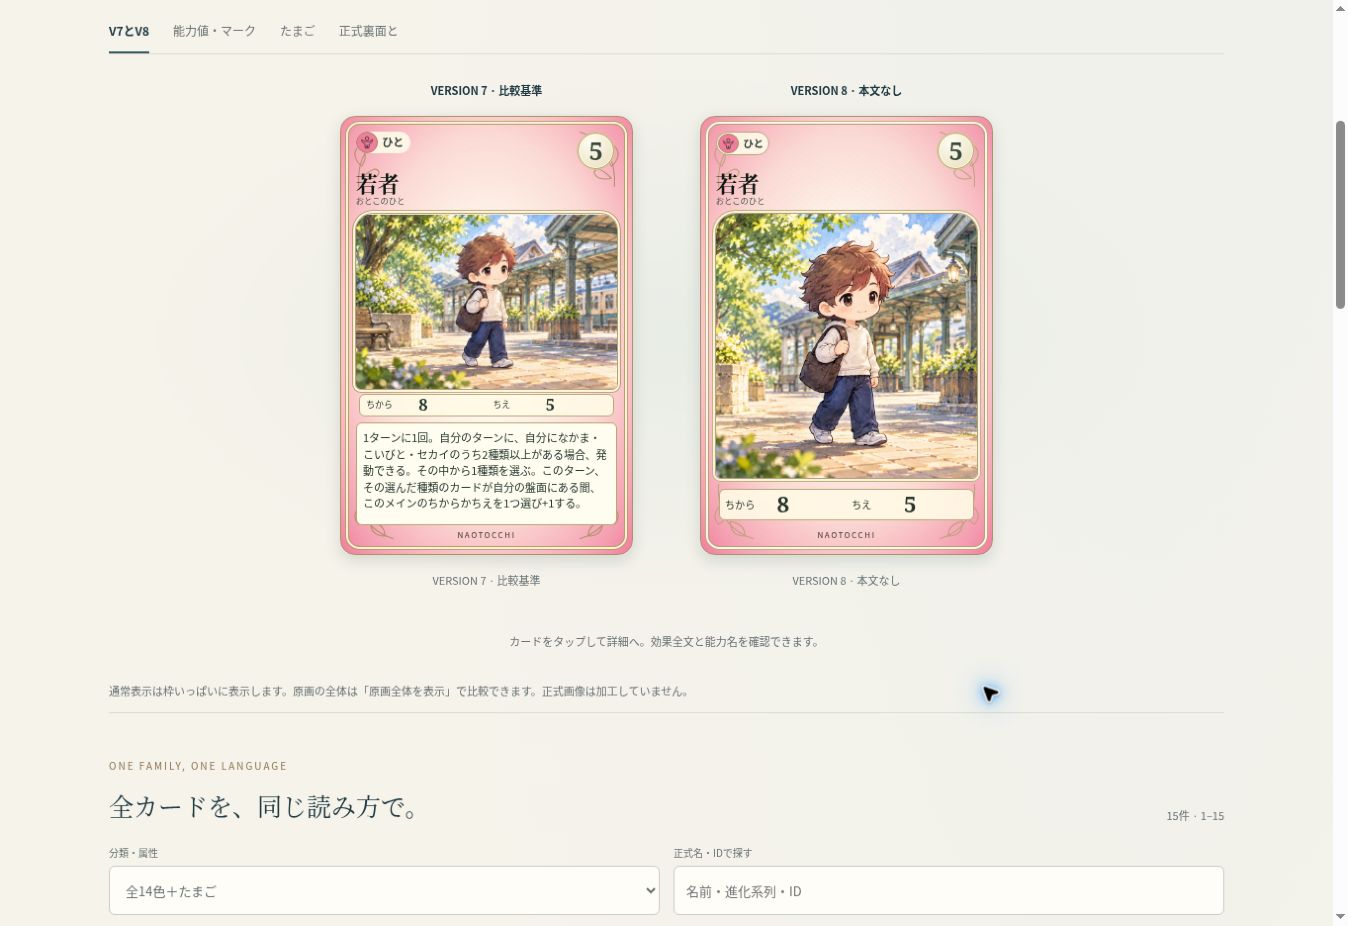 V7とV8
能力値・マーク
たまご
正式裏面と
VERSION 7 · 比較基準
ひと
5
若者
おとこのひと
ちから 8 ちえ 5
1ターンに1回。自分のターンに、自分になかま・
こいびと・セカイのうち2種類以上がある場合、発
動できる。その中から1種類を選ぶ。このターン、
その選んだ種類のカードが自分の盤面にある間、
このメインのちからかちえを1つ選び+1する。
NAOTOCCHI
VERSION 7 · 比較基準
VERSION 8 · 本文なし
ひと
5
若者
おとこのひと
ちから 8 ちえ 5
NAOTOCCHI
VERSION 8 · 本文なし
カードをタップして詳細へ。効果全文と能力名を確認できます。
通常表示は枠いっぱいに表示します。原画の全体は「原画全体を表示」で比較できます。正式画像は加工していません。
ONE FAMILY, ONE LANGUAGE
全カードを、同じ読み方で。
15件 · 1–15
分類・属性
全14色＋たまご
正式名・IDで探す
名前・進化系列・ID